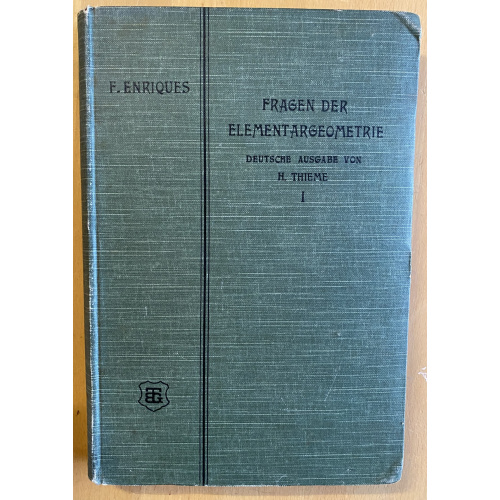 F. ENRIQUES
FRAGEN DER
ELEMENTARGEOMETRIE
DEUTSCHE AUSGABE VON
H. THIEME
I